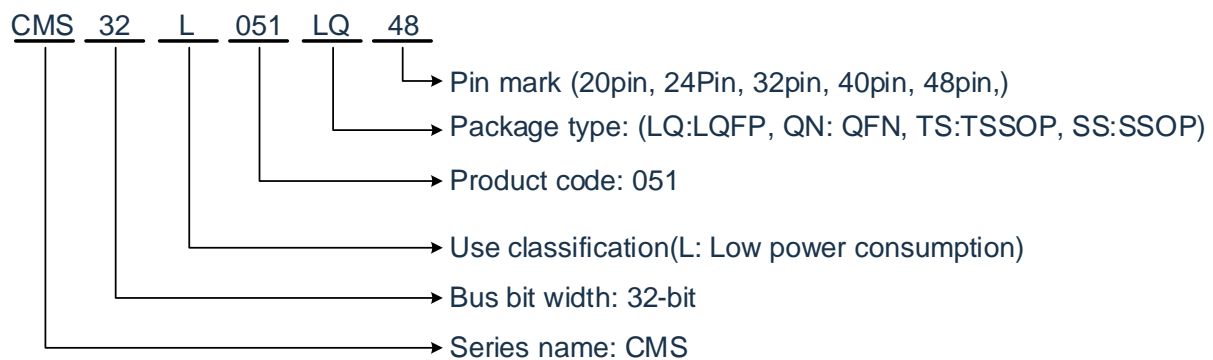 CMS 32 L 051 LQ 48
Pin mark (20pin, 24Pin, 32pin, 40pin, 48pin,)
Package type: (LQ:LQFP, QN: QFN, TS:TSSOP, SS:SSOP)
Product code: 051
Use classification(L: Low power consumption)
Bus bit width: 32-bit
Series name: CMS